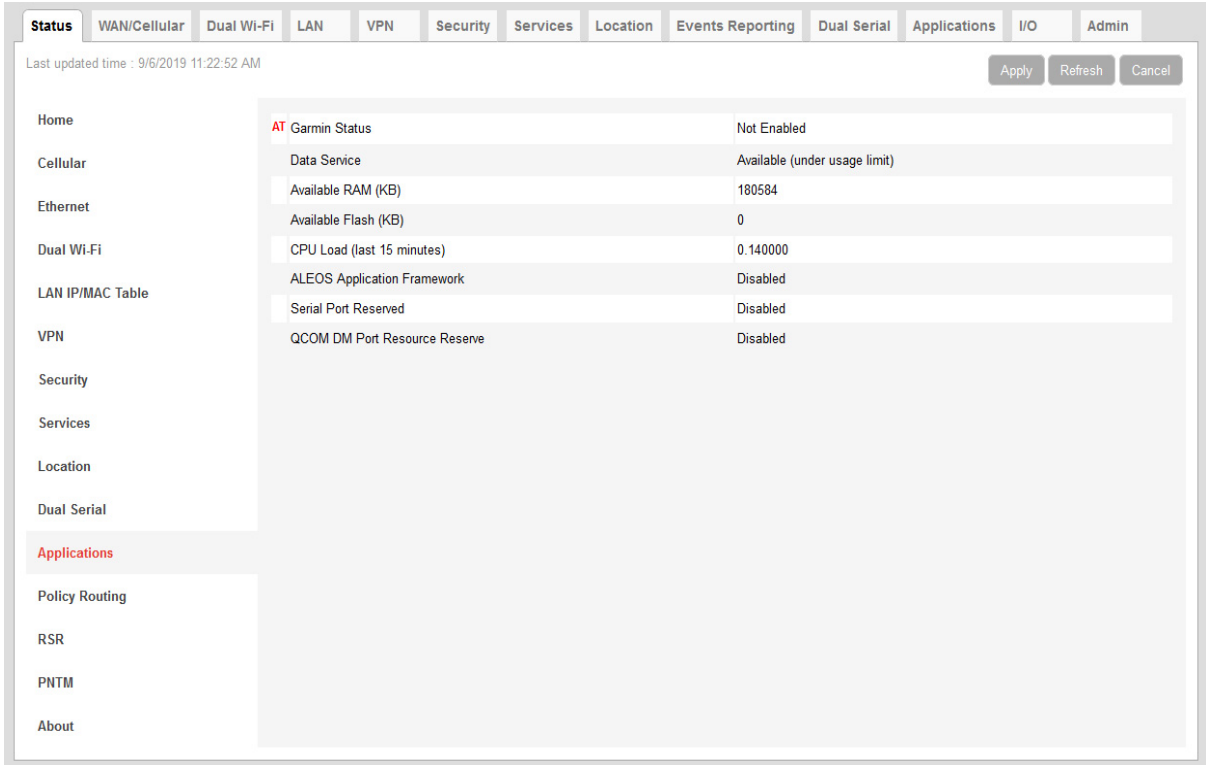 Status WAN/Cellular Dual Wi-Fi LAN VPN Security Services Location Events Reporting Dual Serial Applications I/O Admin
Last updated time : 9/6/2019 11:22:52 AM
Apply Refresh Cancel
Home
Cellular
Ethernet
Dual Wi-Fi
LAN IP/MAC Table
VPN
Security
Services
Location
Dual Serial
Applications
Policy Routing
RSR
PNTM
About
AT Garmin Status Not Enabled
Data Service Available (under usage limit)
Available RAM (KB) 180584
Available Flash (KB) 0
CPU Load (last 15 minutes) 0.140000
ALEOS Application Framework Disabled
Serial Port Reserved Disabled
QCOM DM Port Resource Reserve Disabled